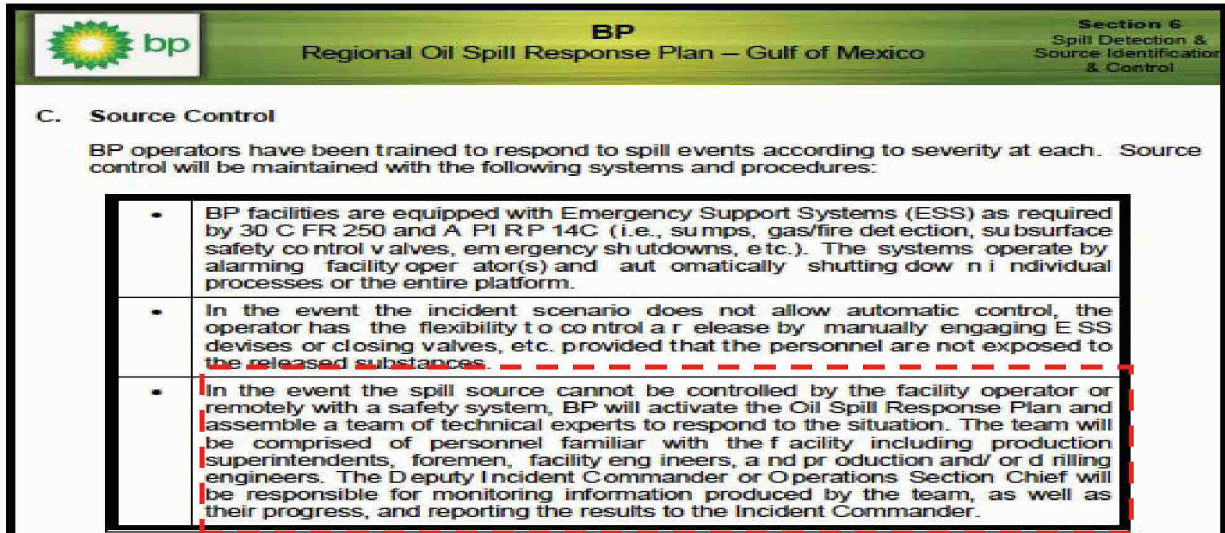 bp
BP
Regional Oil Spill Response Plan – Gulf of Mexico
Section 6
Spill Detection &
Source Identification
& Control
C. Source Control
BP operators have been trained to respond to spill events according to severity at each. Source
control will be maintained with the following systems and procedures:
• BP facilities are equipped with Emergency Support Systems (ESS) as required
by 30 C FR 250 and A PI RP 14C (i.e., sumps, gas/fire det ection, su bsurface
safety co ntrol v alves, em ergency sh utdowns, e tc.). The systems operate by
alarming facility oper ator(s) and aut omatically shutting dow n i ndividual
processes or the entire platform.
• In the event the incident scenario does not allow automatic control, the
operator has the flexibility t o co ntrol a r elease by manually engaging E SS
devises or closing valves, etc. provided that the personnel are not exposed to
the released substances.
• In the event the spill source cannot be controlled by the facility operator or
remotely with a safety system, BP will activate the Oil Spill Response Plan and
assemble a team of technical experts to respond to the situation. The team will
be comprised of personnel familiar with the f acility including production
superintendents, foremen, facility eng ineers, a nd pr oduction and/ or d rilling
engineers. The D eputy I ncident C ommander or O perations Section Chief will
be responsible for monitoring information produced by the team, as well as
their progress, and reporting the results to the Incident Commander.